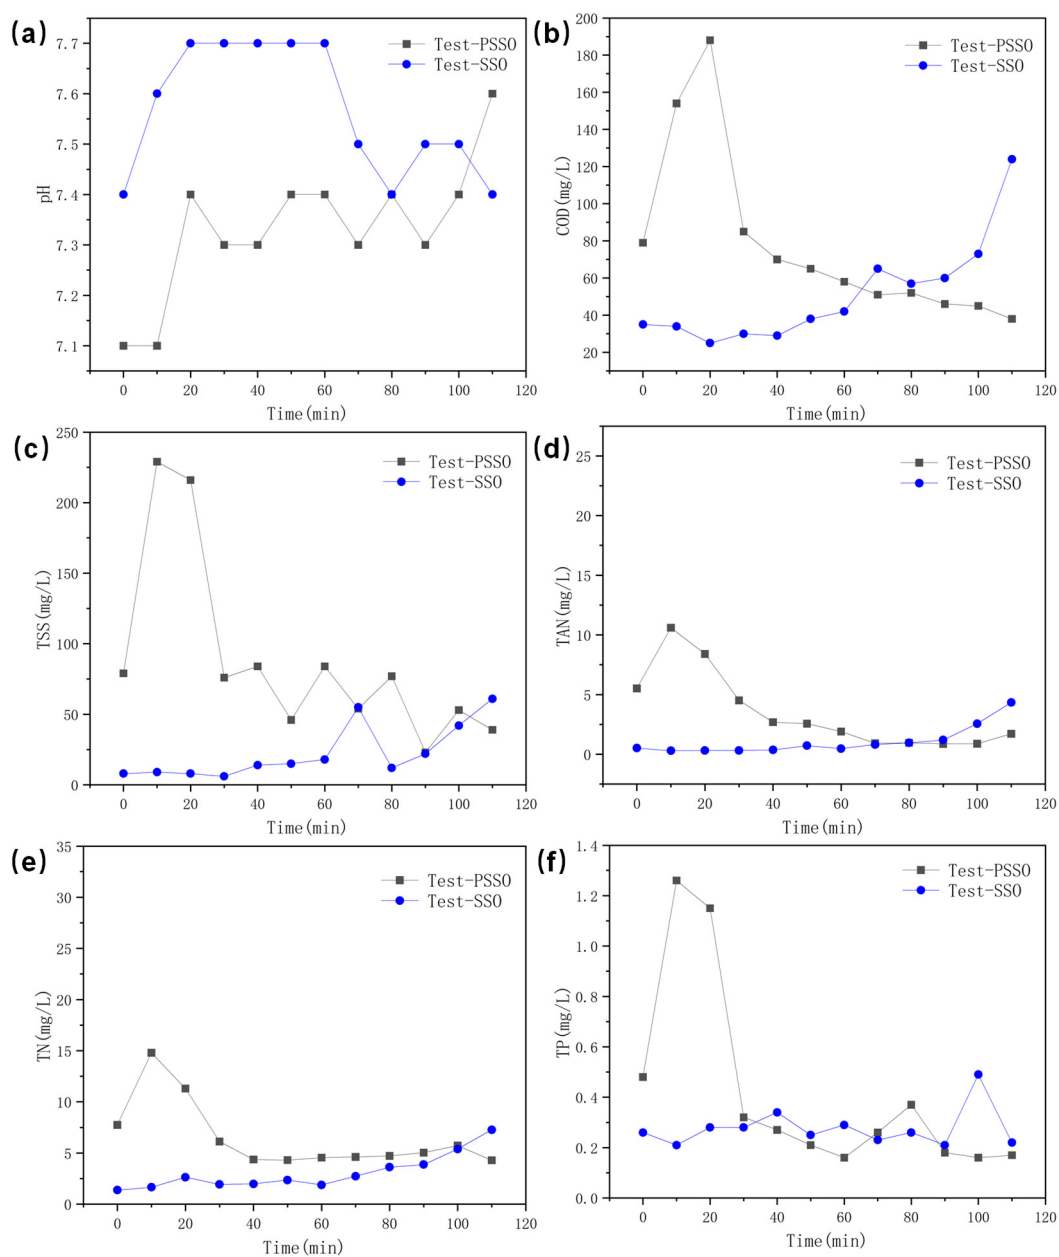 (a)
Test-PSSO
Test-SSO
7.7
7.6
7.5
7.4
7.3
7.2
7.1
pH
0 20 40 60 80 100 120
Time(min)
(b)
Test-PSSO
Test-SSO
200
180
160
140
120
100
80
60
40
20
COD(mg/L)
0 20 40 60 80 100 120
Time(min)
(c)
Test-PSSO
Test-SSO
250
200
150
100
50
0
TSS(mg/L)
0 20 40 60 80 100 120
Time(min)
(d)
Test-PSSO
Test-SSO
25
20
15
10
5
0
TAN(mg/L)
0 20 40 60 80 100 120
Time(min)
(e)
Test-PSSO
Test-SSO
35
30
25
20
15
10
5
0
TN(mg/L)
0 20 40 60 80 100 120
Time(min)
(f)
Test-PSSO
Test-SSO
1.4
1.2
1.0
0.8
0.6
0.4
0.2
0.0
TP(mg/L)
0 20 40 60 80 100 120
Time(min)